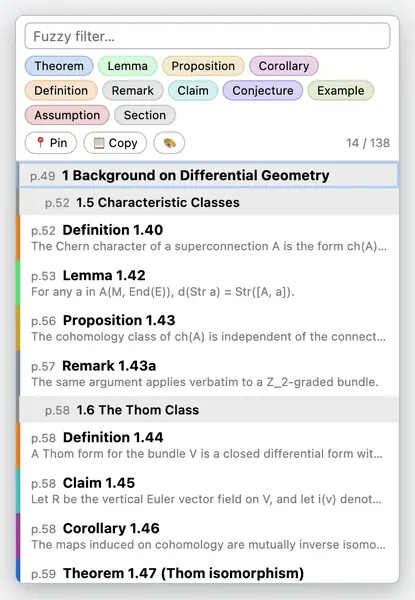 Fuzzy filter...
Theorem Lemma Proposition Corollary
Definition Remark Claim Conjecture Example
Assumption Section
📍 Pin 📋 Copy 🎨 14 / 138
p.49 1 Background on Differential Geometry
p.52 1.5 Characteristic Classes
p.52 Definition 1.40
The Chern character of a superconnection A is the form ch(A)...
p.53 Lemma 1.42
For any a in A(M, End(E)), d(Str a) = Str([A, a]).
p.56 Proposition 1.43
The cohomology class of ch(A) is independent of the connect...
p.57 Remark 1.43a
The same argument applies verbatim to a Z_2-graded bundle.
p.58 1.6 The Thom Class
p.58 Definition 1.44
A Thom form for the bundle V is a closed differential form wit...
p.58 Claim 1.45
Let R be the vertical Euler vector field on V, and let i(v) denot...
p.58 Corollary 1.46
The maps induced on cohomology are mutually inverse isomo...
p.59 Theorem 1.47 (Thom isomorphism)